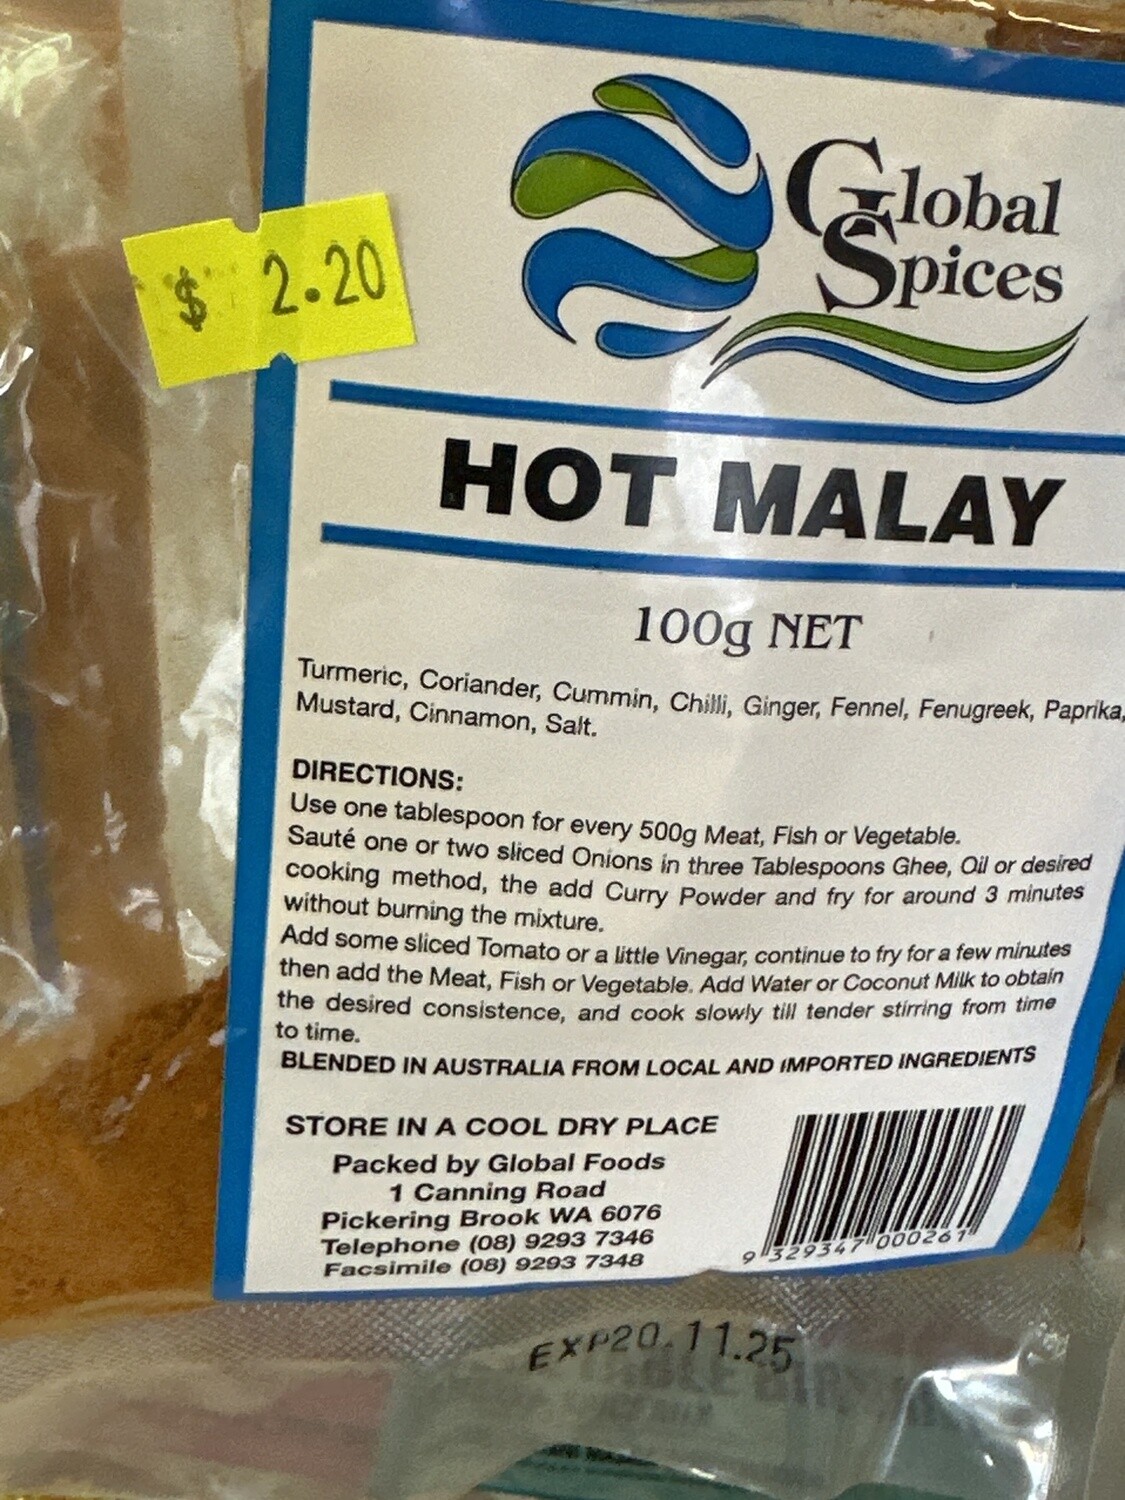 $ 2.20
Global
Spices
HOT MALAY
100g NET
Turmeric, Coriander, Cummin, Chilli, Ginger, Fennel, Fenugreek, Paprika,
Mustard, Cinnamon, Salt.
DIRECTIONS:
Use one tablespoon for every 500g Meat, Fish or Vegetable.
Sauté one or two sliced Onions in three Tablespoons Ghee, Oil or desired
cooking method, the add Curry Powder and fry for around 3 minutes
without burning the mixture.
Add some sliced Tomato or a little Vinegar, continue to fry for a few minutes
then add the Meat, Fish or Vegetable. Add Water or Coconut Milk to obtain
the desired consistence, and cook slowly till tender stirring from time
to time.
BLENDED IN AUSTRALIA FROM LOCAL AND IMPORTED INGREDIENTS
STORE IN A COOL DRY PLACE
Packed by Global Foods
1 Canning Road
Pickering Brook WA 6076
Telephone (08) 9293 7346
Facsimile (08) 9293 7348
9 329347 000261
EXP20.11.25